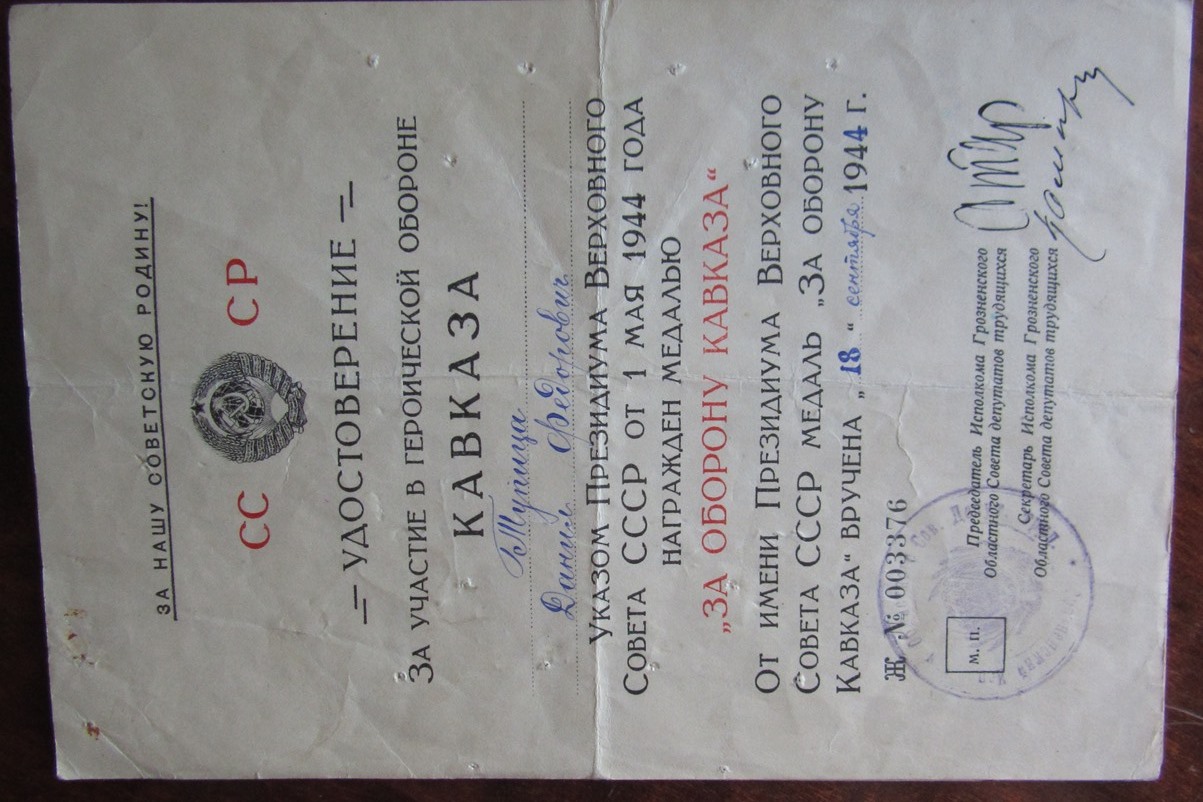 ЗА НАШУ СОВЕТСКУЮ РОДИНУ!
СС СР
УДОСТОВЕРЕНИЕ
ЗА УЧАСТИЕ В ГЕРОИЧЕСКОЙ ОБОРОНЕ
КАВКАЗА
Тупица
Данил Федорович
УКАЗОМ ПРЕЗИДИУМА ВЕРХОВНОГО
СОВЕТА СССР ОТ 1 МАЯ 1944 ГОДА
НАГРАЖДЕН МЕДАЛЬЮ
„ЗА ОБОРОНУ КАВКАЗА“
ОТ ИМЕНИ ПРЕЗИДИУМА ВЕРХОВНОГО
СОВЕТА СССР МЕДАЛЬ „ЗА ОБОРОНУ
КАВКАЗА“ ВРУЧЕНА „18“ сентября 1944 Г.
Ж № 003376
Председатель Исполкома Грозненского
Областного Совета депутатов трудящихся
Секретарь Исполкома Грозненского
Областного Совета депутатов трудящихся
М. П.